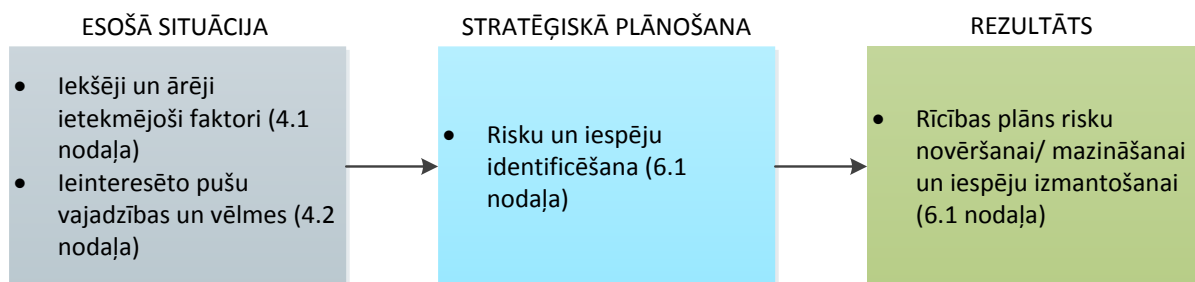 ESOŠĀ SITUĀCIJA
• Iekšēji un ārēji
ietekmējoši faktori (4.1
nodaļa)
• Ieinteresēto pušu
vajadzības un vēlmes (4.2
nodaļa)
STRATĒĢISKĀ PLĀNOŠANA
• Risku un iespēju
identificēšana (6.1
nodaļa)
REZULTĀTS
• Rīcības plāns risku
novēršanai/ mazināšanai
un iespēju izmantošanai
(6.1 nodaļa)